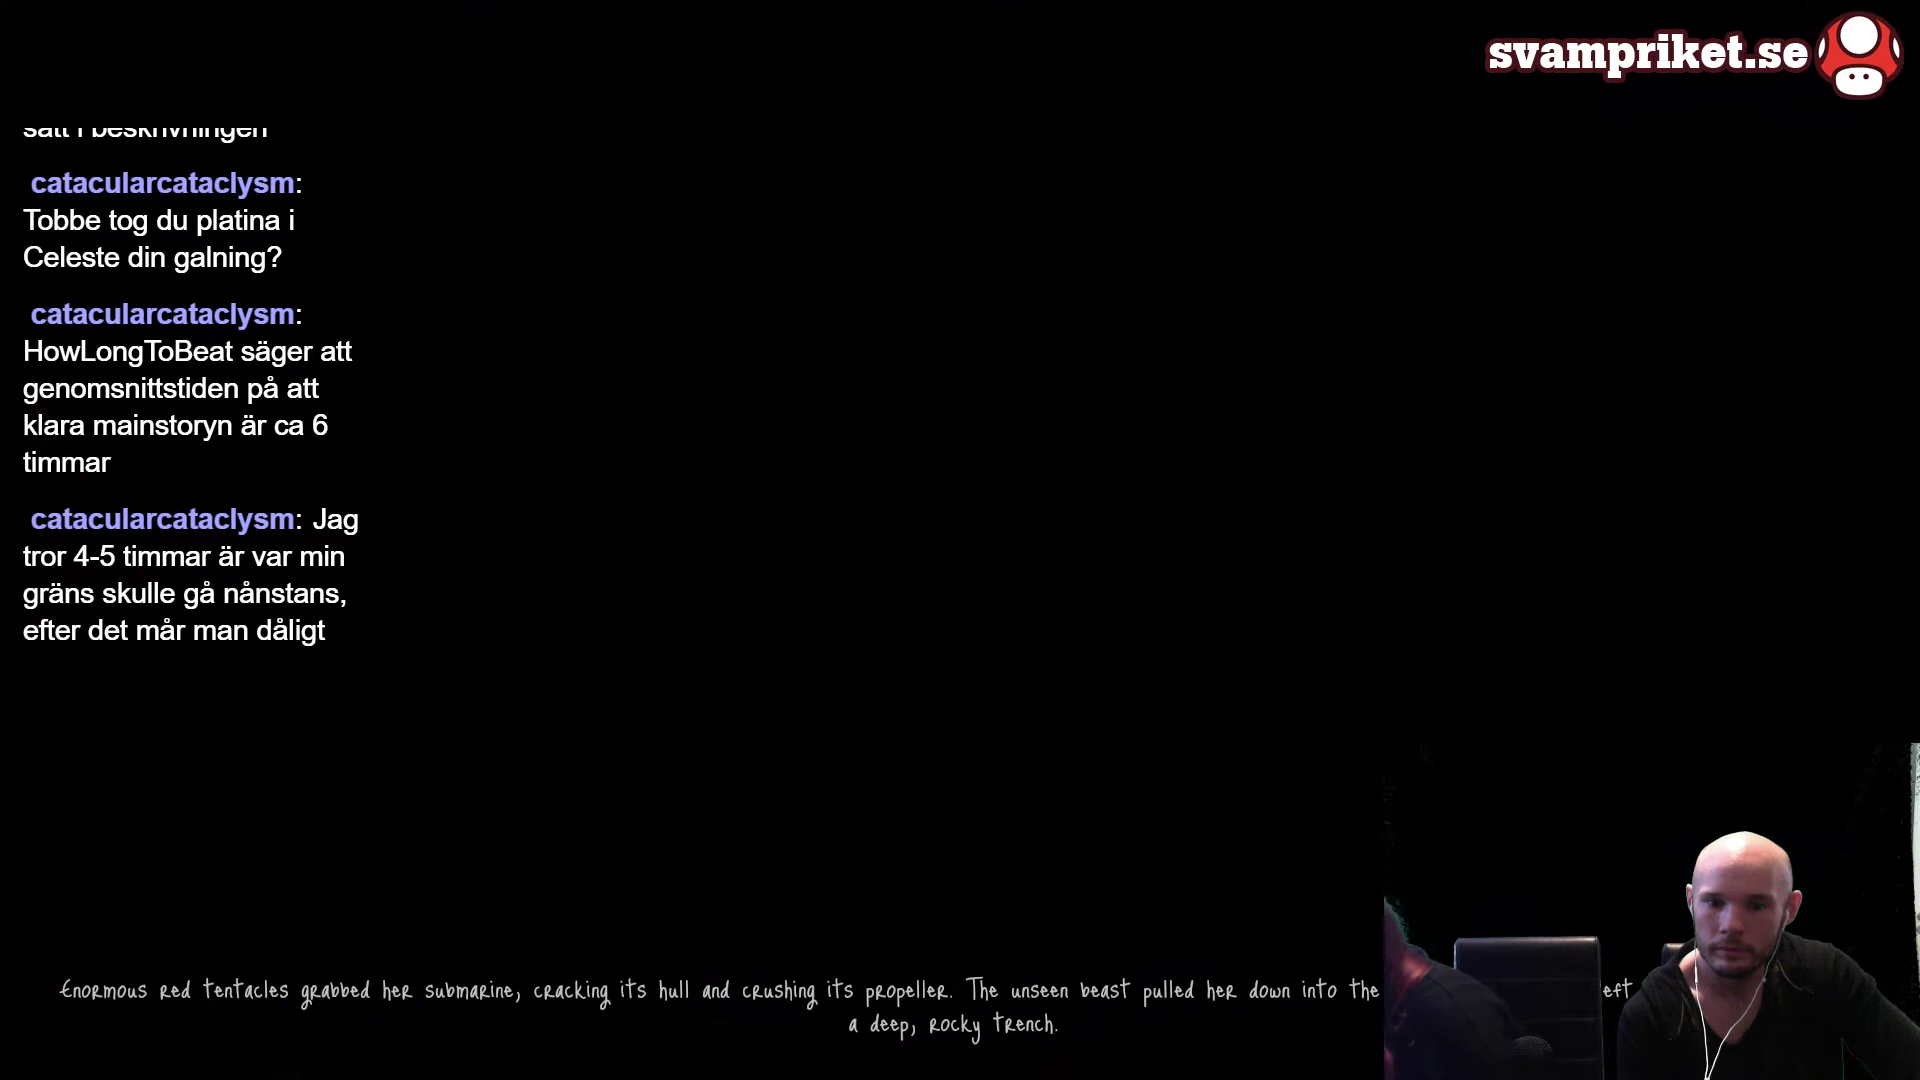 svampriket.se
satt i beskrivningen
catacularcataclysm:
Tobbe tog du platina i
Celeste din galning?
catacularcataclysm:
HowLongToBeat säger att
genomsnittstiden på att
klara mainstoryn är ca 6
timmar
catacularcataclysm: Jag
tror 4-5 timmar är var min
gräns skulle gå nånstans,
efter det mår man dåligt
Enormous red tentacles grabbed her submarine, cracking its hull and crushing its propeller. The unseen beast pulled her down into the
a deep, rocky trench.